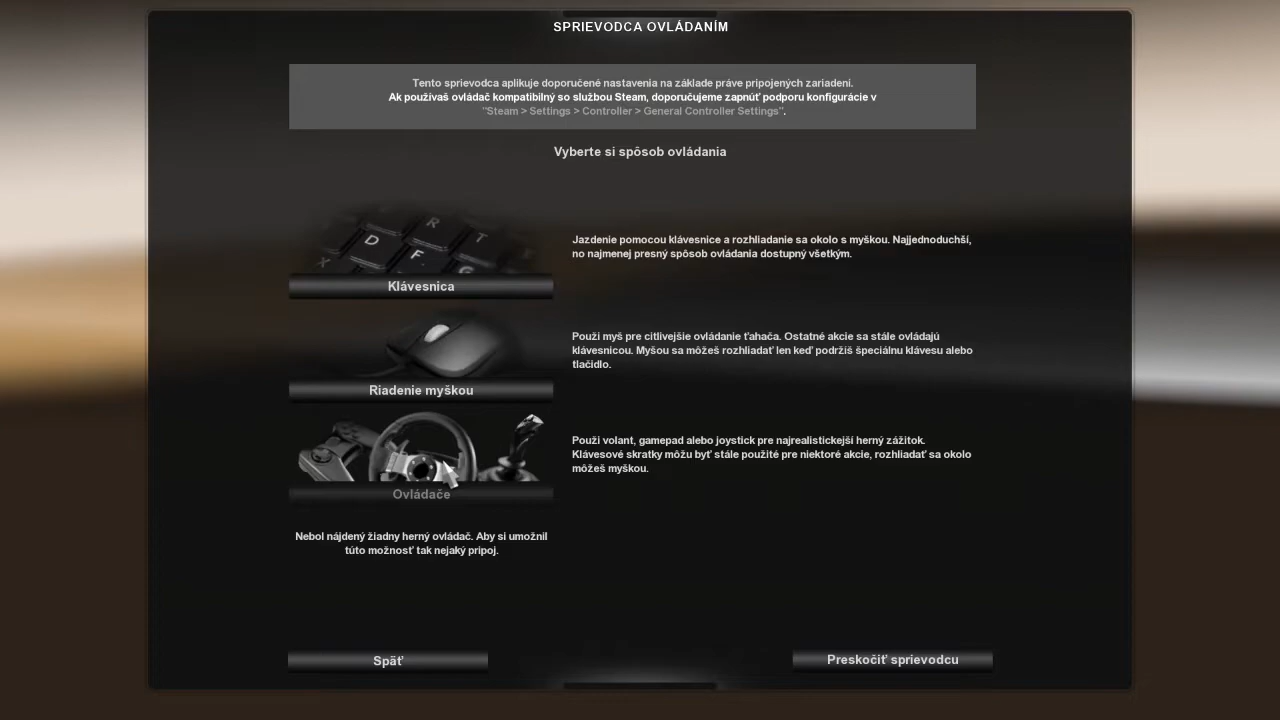 SPRIEVODCA OVLÁDANÍM
Tento sprievodca aplikuje doporučené nastavenia na základe práve pripojených zariadení.
Ak používaš ovládač kompatibilný so službou Steam, doporučujeme zapnúť podporu konfigurácie v
"Steam > Settings > Controller > General Controller Settings".
Vyberte si spôsob ovládania
D R T F X G
Jazdenie pomocou klávesnice a rozhliadanie sa okolo s myškou. Najjednoduchší,
no najmenej presný spôsob ovládania dostupný všetkým.
Klávesnica
Použi myš pre citlivejšie ovládanie ťahača. Ostatné akcie sa stále ovládajú
klávesnicou. Myšou sa môžeš rozhliadať len keď podržíš špeciálnu klávesu alebo
tlačidlo.
Riadenie myškou
Použi volant, gamepad alebo joystick pre najrealistickejší herný zážitok.
Klávesové skratky môžu byť stále použité pre niektoré akcie, rozhliadať sa okolo
môžeš myškou.
Ovládače
Nebol nájdený žiadny herný ovládač. Aby si umožnil
túto možnosť tak nejaký pripoj.
Späť
Preskočiť sprievodcu